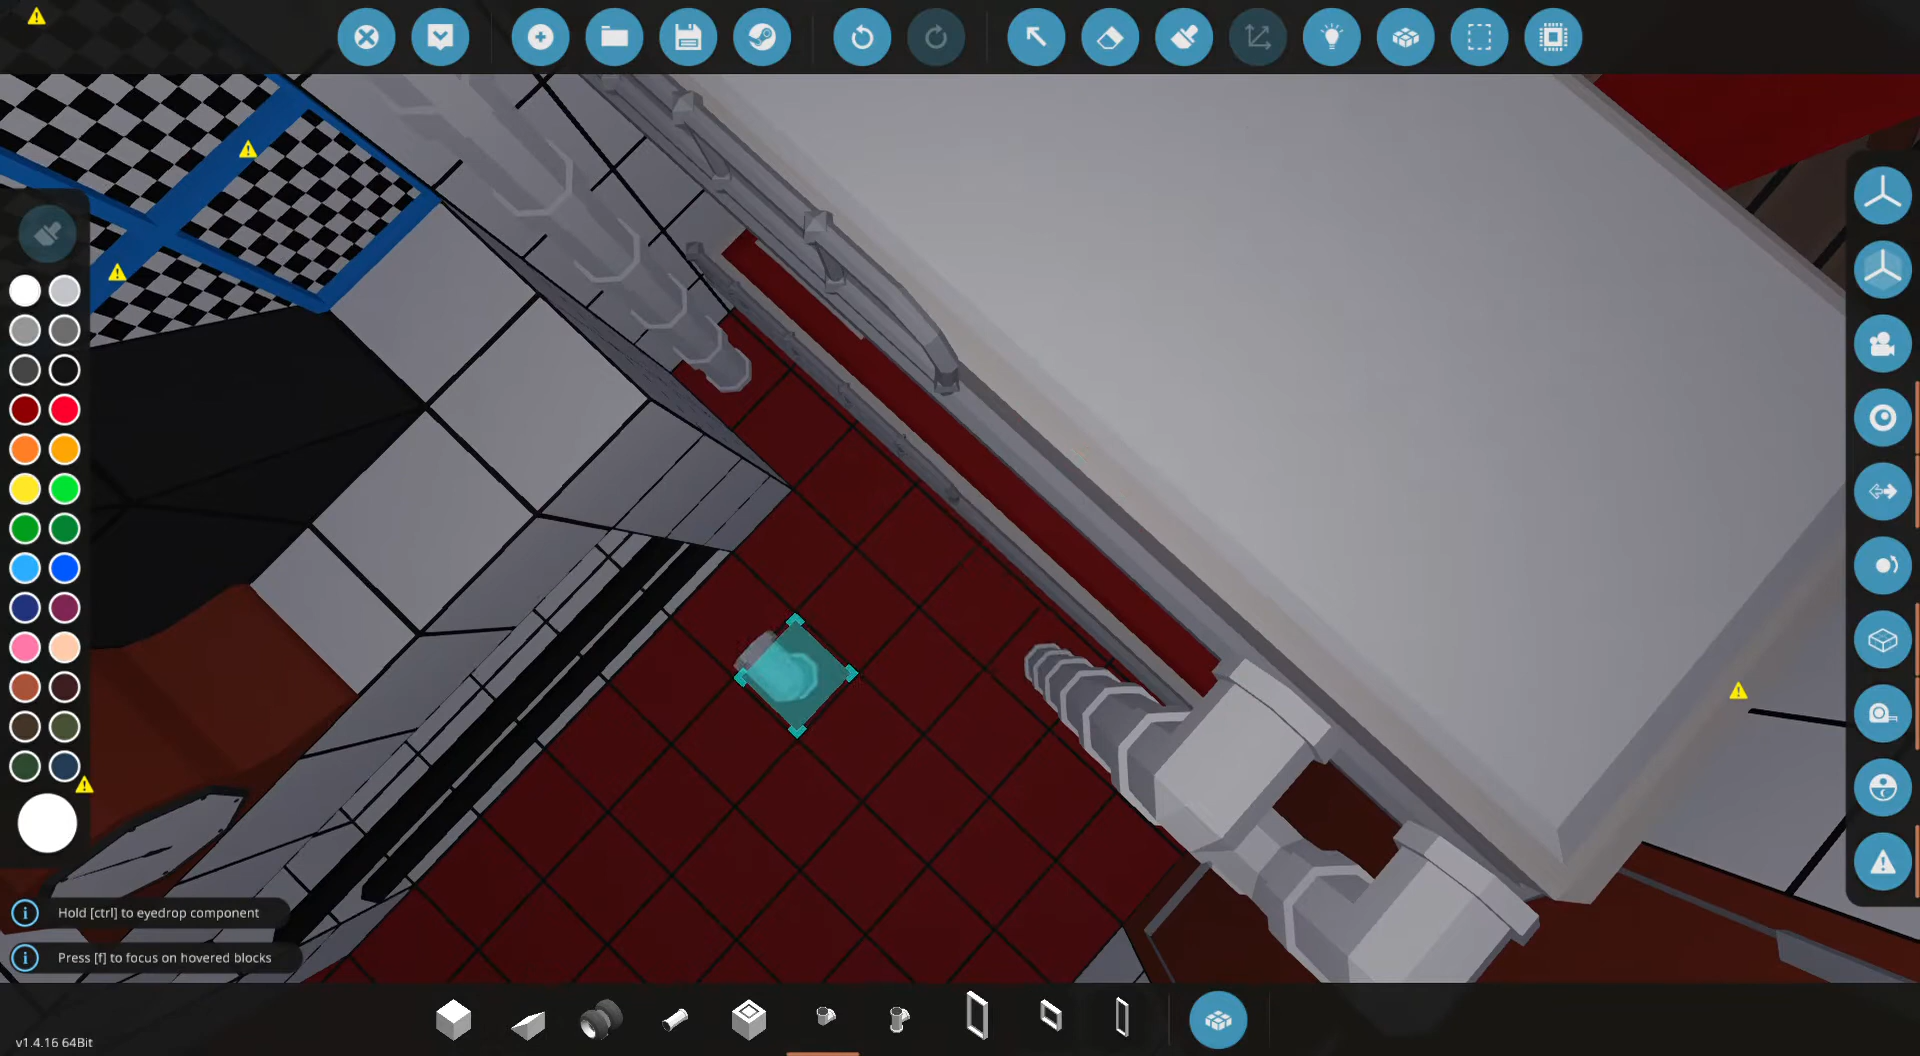 Hold [ctrl] to eyedrop component
Press [f] to focus on hovered blocks
v1.4.16 64Bit